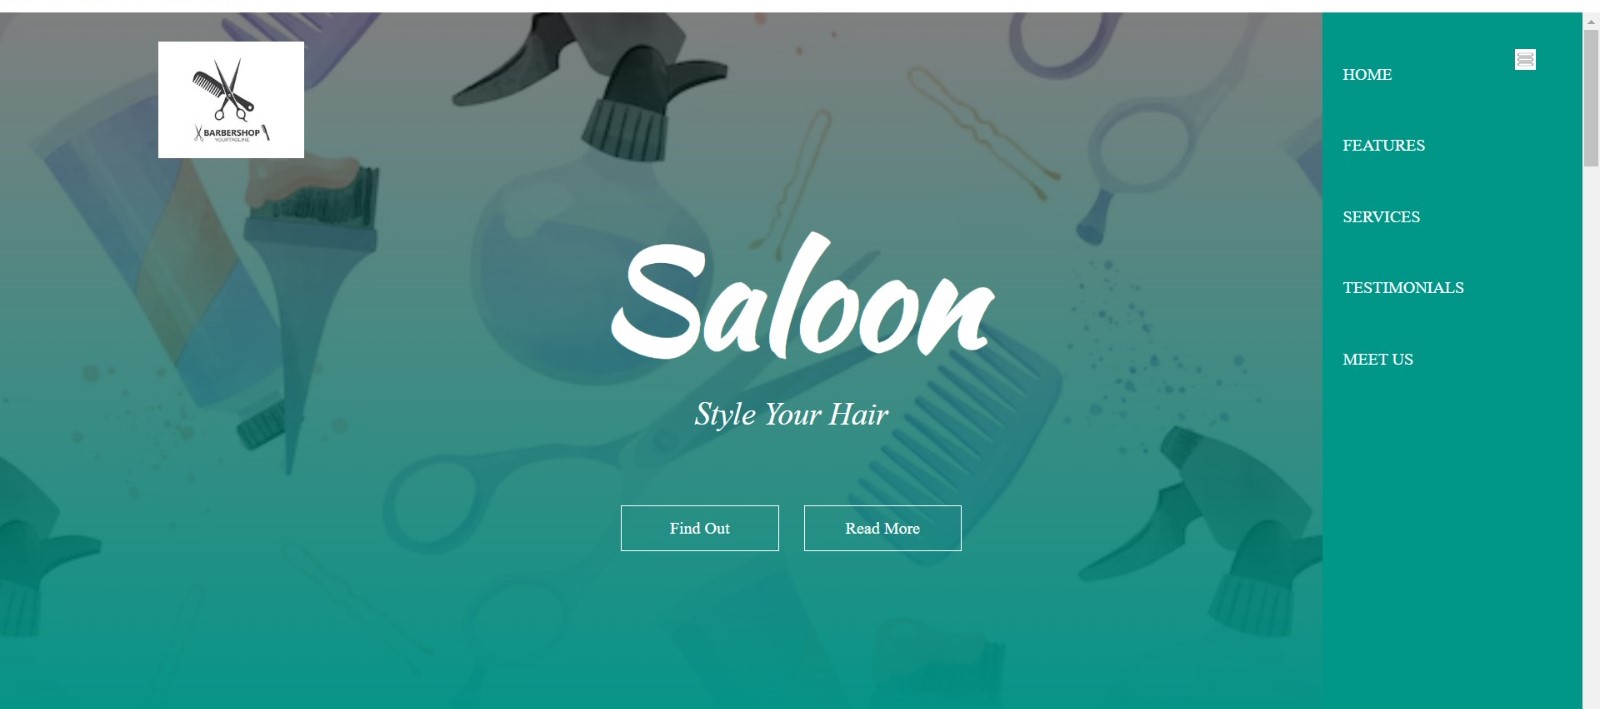 BARBERSHOP
YOUR TAGLINE
HOME
FEATURES
SERVICES
TESTIMONIALS
MEET US
Saloon
Style Your Hair
Find Out
Read More